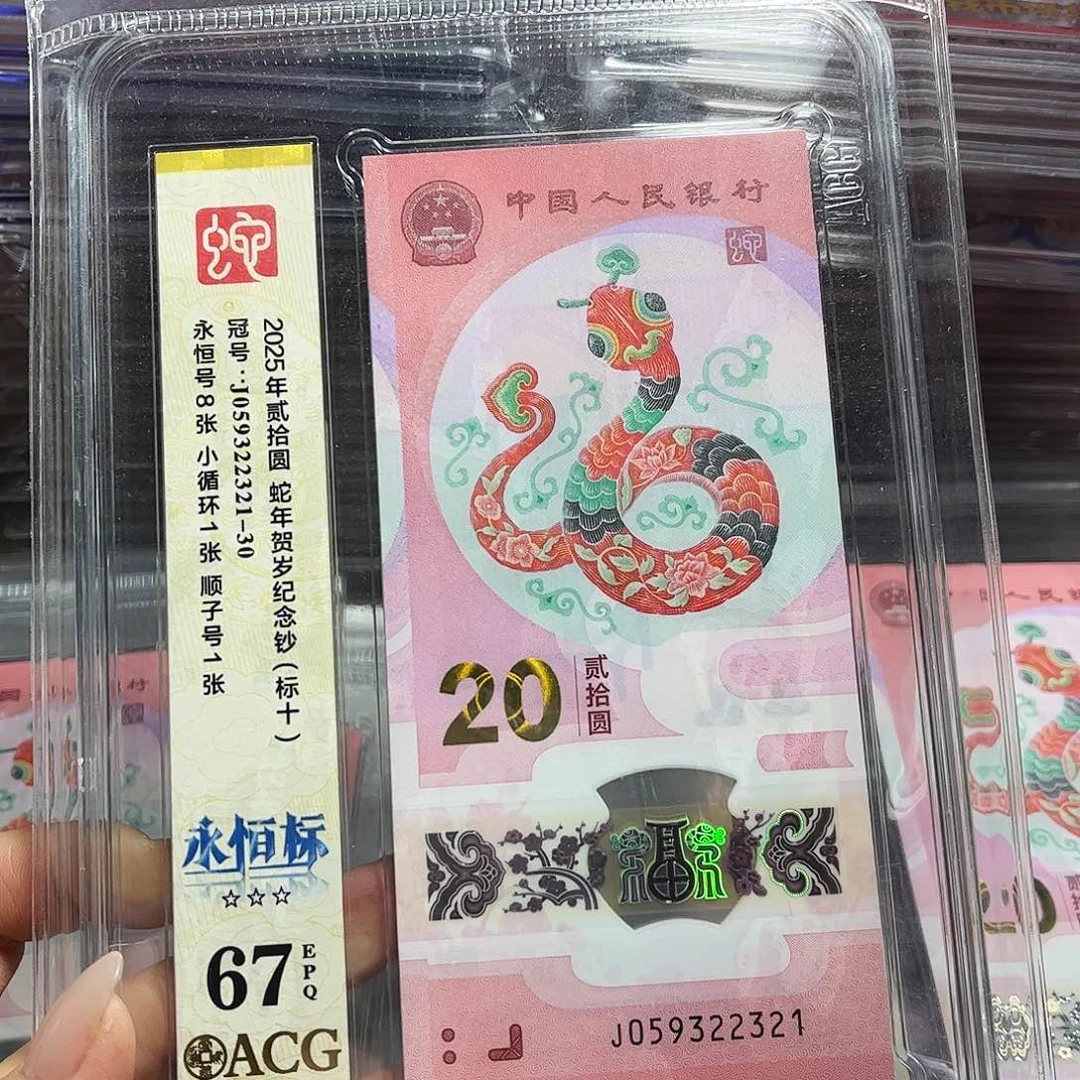 蛇
2025年贰拾圆 蛇年贺岁纪念钞（标十）
冠号：J059322321-30
永恒号8张 小循环1张 顺子号1张
永恒标
67 EPQ
ACG
中国人民银行
蛇
20 贰拾圆
J059322321